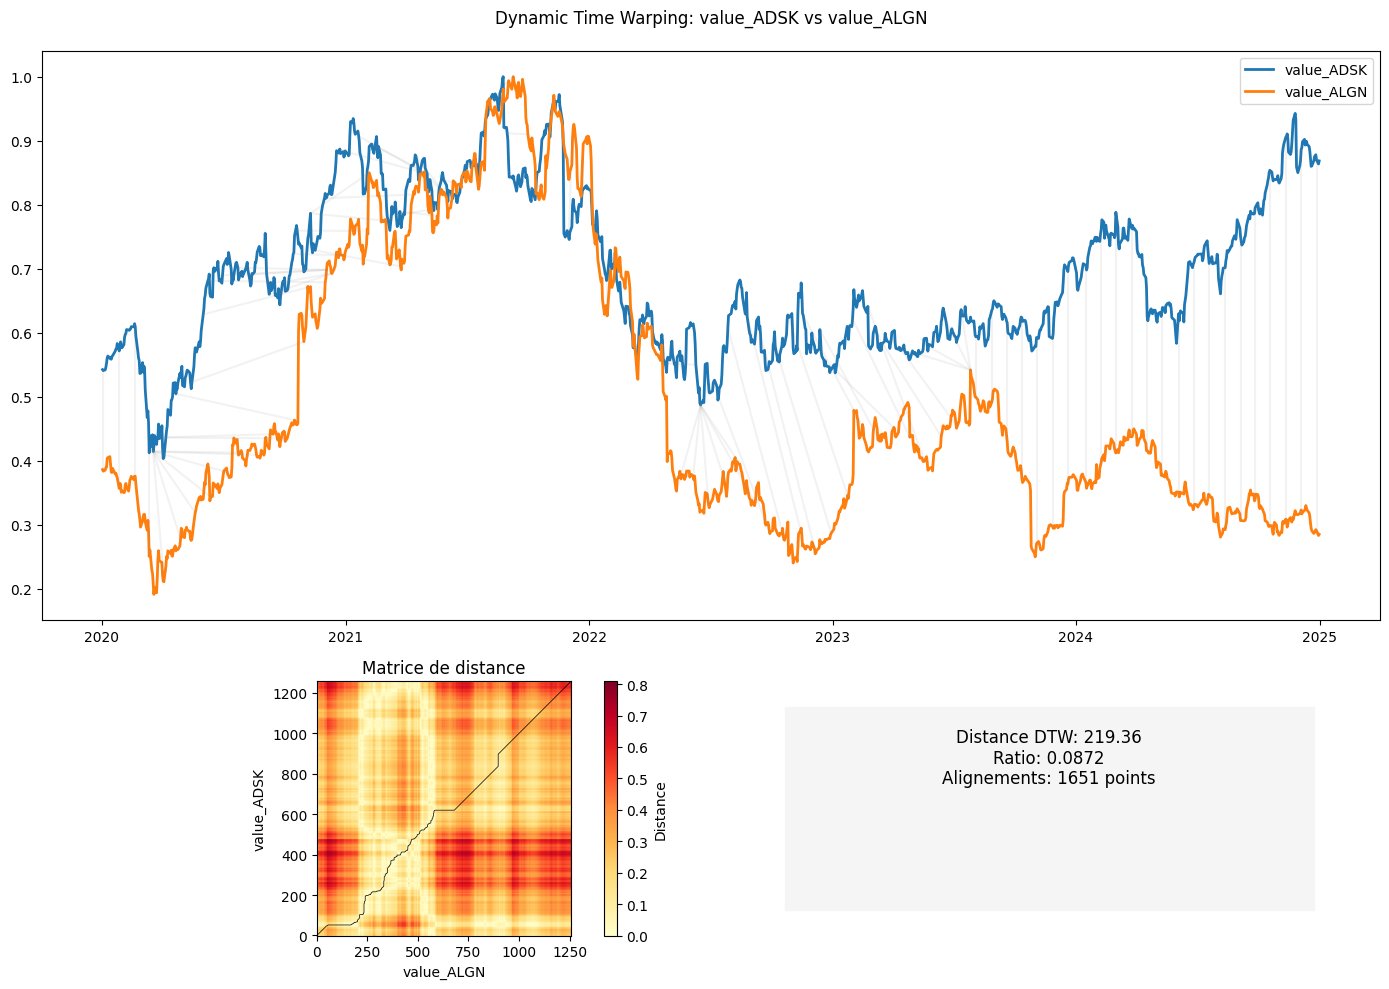 Dynamic Time Warping: value_ADSK vs value_ALGN
value_ADSK
value_ALGN
1.0
0.9
0.8
0.7
0.6
0.5
0.4
0.3
0.2
2020 2021 2022 2023 2024 2025
Matrice de distance
value_ADSK
1200
1000
800
600
400
200
0
0 250 500 750 1000 1250
value_ALGN
0.8
0.7
0.6
0.5
0.4
0.3
0.2
0.1
0.0
Distance
Distance DTW: 219.36
Ratio: 0.0872
Alignements: 1651 points